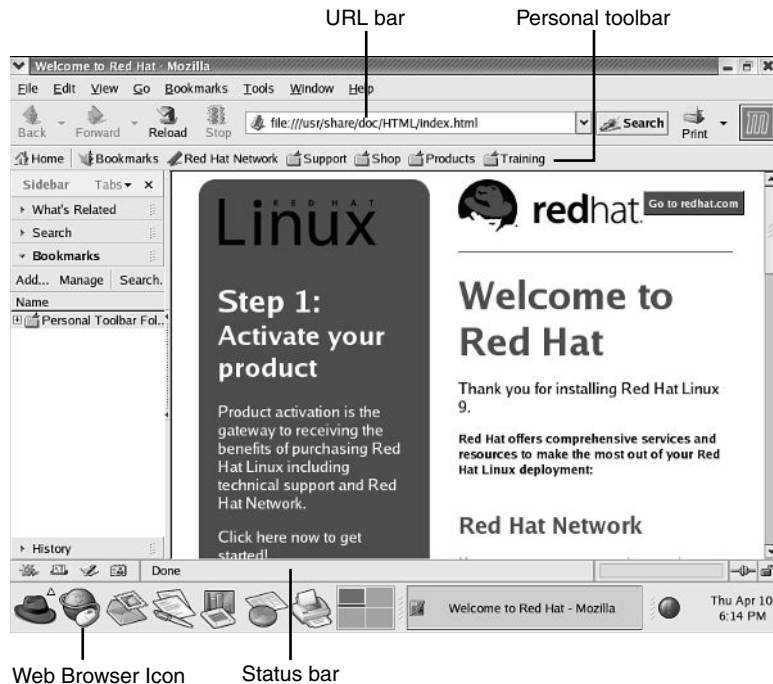 URL bar
Personal toolbar
Welcome to Red Hat - Mozilla
File Edit View Go Bookmarks Tools Window Help
Back Forward Reload Stop file:///usr/share/doc/HTML/index.html Search Print
Home Bookmarks Red Hat Network Support Shop Products Training
Sidebar Tabs
What's Related
Search
Bookmarks
Add... Manage Search.
Name
Personal Toolbar Fol..
History
RED HAT
Linux
Step 1:
Activate your
product
Product activation is the
gateway to receiving the
benefits of purchasing Red
Hat Linux including
technical support and Red
Hat Network.
Click here now to get
started!
redhat.
Go to redhat.com
Welcome to
Red Hat
Thank you for installing Red Hat Linux
9.
Red Hat offers comprehensive services and
resources to make the most out of your Red
Hat Linux deployment:
Red Hat Network
Done
Welcome to Red Hat - Mozilla
Thu Apr 10
6:14 PM
Web Browser Icon
Status bar